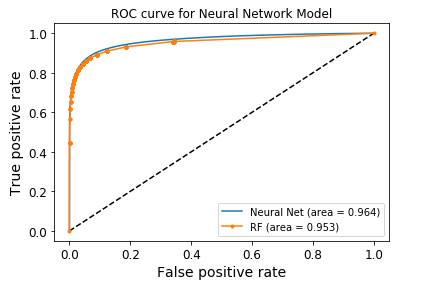 ROC curve for Neural Network Model
True positive rate
1.0
0.8
0.6
0.4
0.2
0.0
Neural Net (area = 0.964)
RF (area = 0.953)
0.0 0.2 0.4 0.6 0.8 1.0
False positive rate